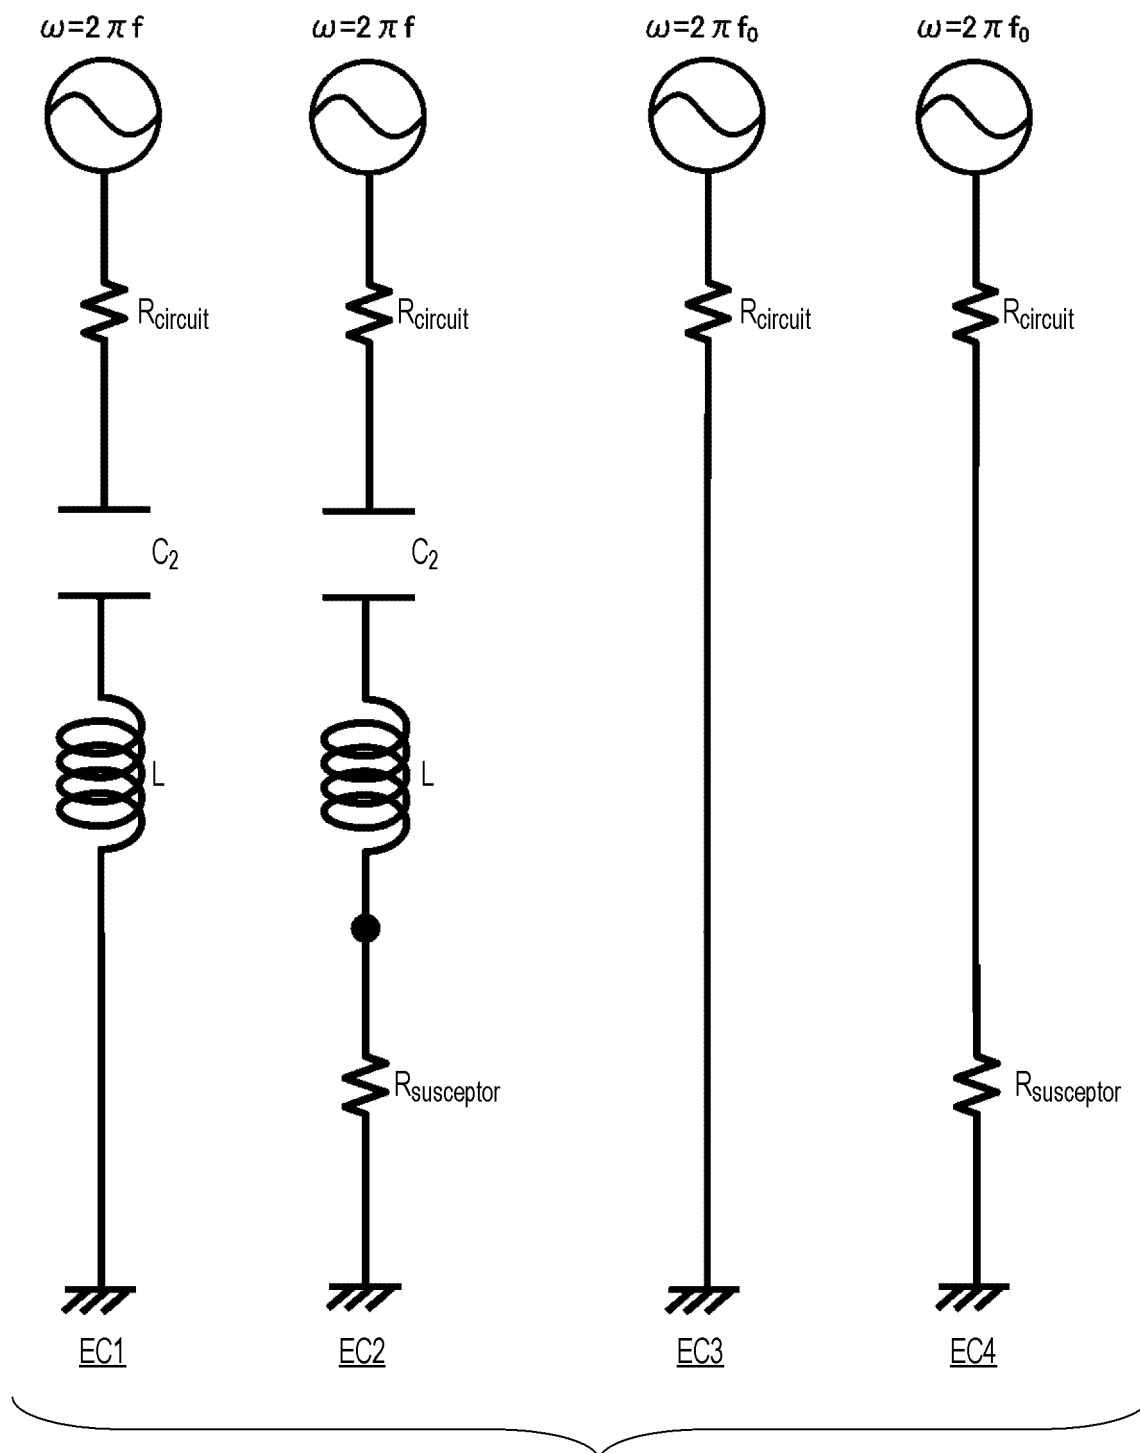 ω=2πf ω=2πf ω=2πf₀ ω=2πf₀
Rcircuit Rcircuit Rcircuit Rcircuit
C₂ C₂
L L
Rsusceptor Rsusceptor
EC1 EC2 EC3 EC4